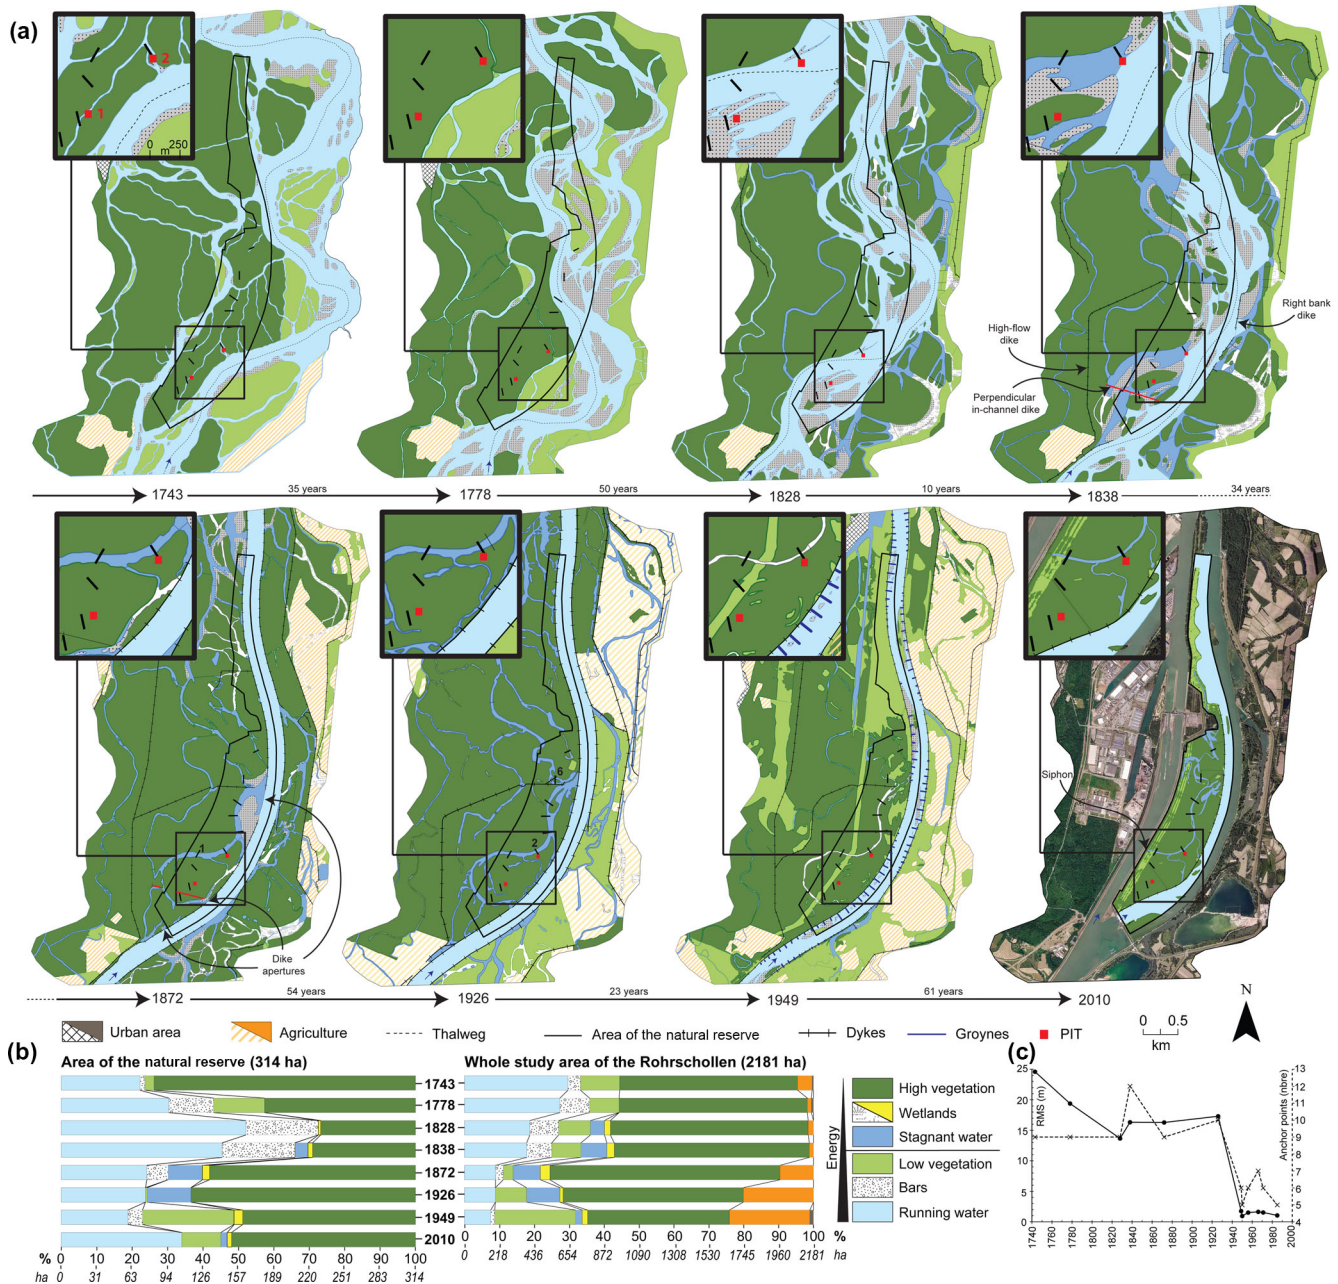 (a)
2
1
0 250
m
High-flow
dike
Perpendicular
in-channel dike
Right bank
dike
1743
35 years
1778
50 years
1828
10 years
1838
34 years
1
Dike
apertures
6
2
Siphon
1872
54 years
1926
23 years
1949
61 years
2010
Urban area
Agriculture
Thalweg
Area of the natural reserve
Dykes
Groynes
PIT
0 0.5
km
N
(b)
Area of the natural reserve (314 ha)
Whole study area of the Rohrschollen (2181 ha)
1743
1778
1828
1838
1872
1926
1949
2010
% 0 10 20 30 40 50 60 70 80 90 100
ha 0 31 63 94 126 157 189 220 251 283 314
0 10 20 30 40 50 60 70 80 90 100 %
0 218 436 654 872 1090 1308 1530 1745 1960 2181 ha
Energy
High vegetation
Wetlands
Stagnant water
Low vegetation
Bars
Running water
(c)
RMS (m)
25
20
15
10
5
0
Anchor points (nbre)
13
12
11
10
9
8
7
6
5
4
1740 1760 1780 1800 1820 1840 1860 1880 1900 1920 1940 1960 1980 2000